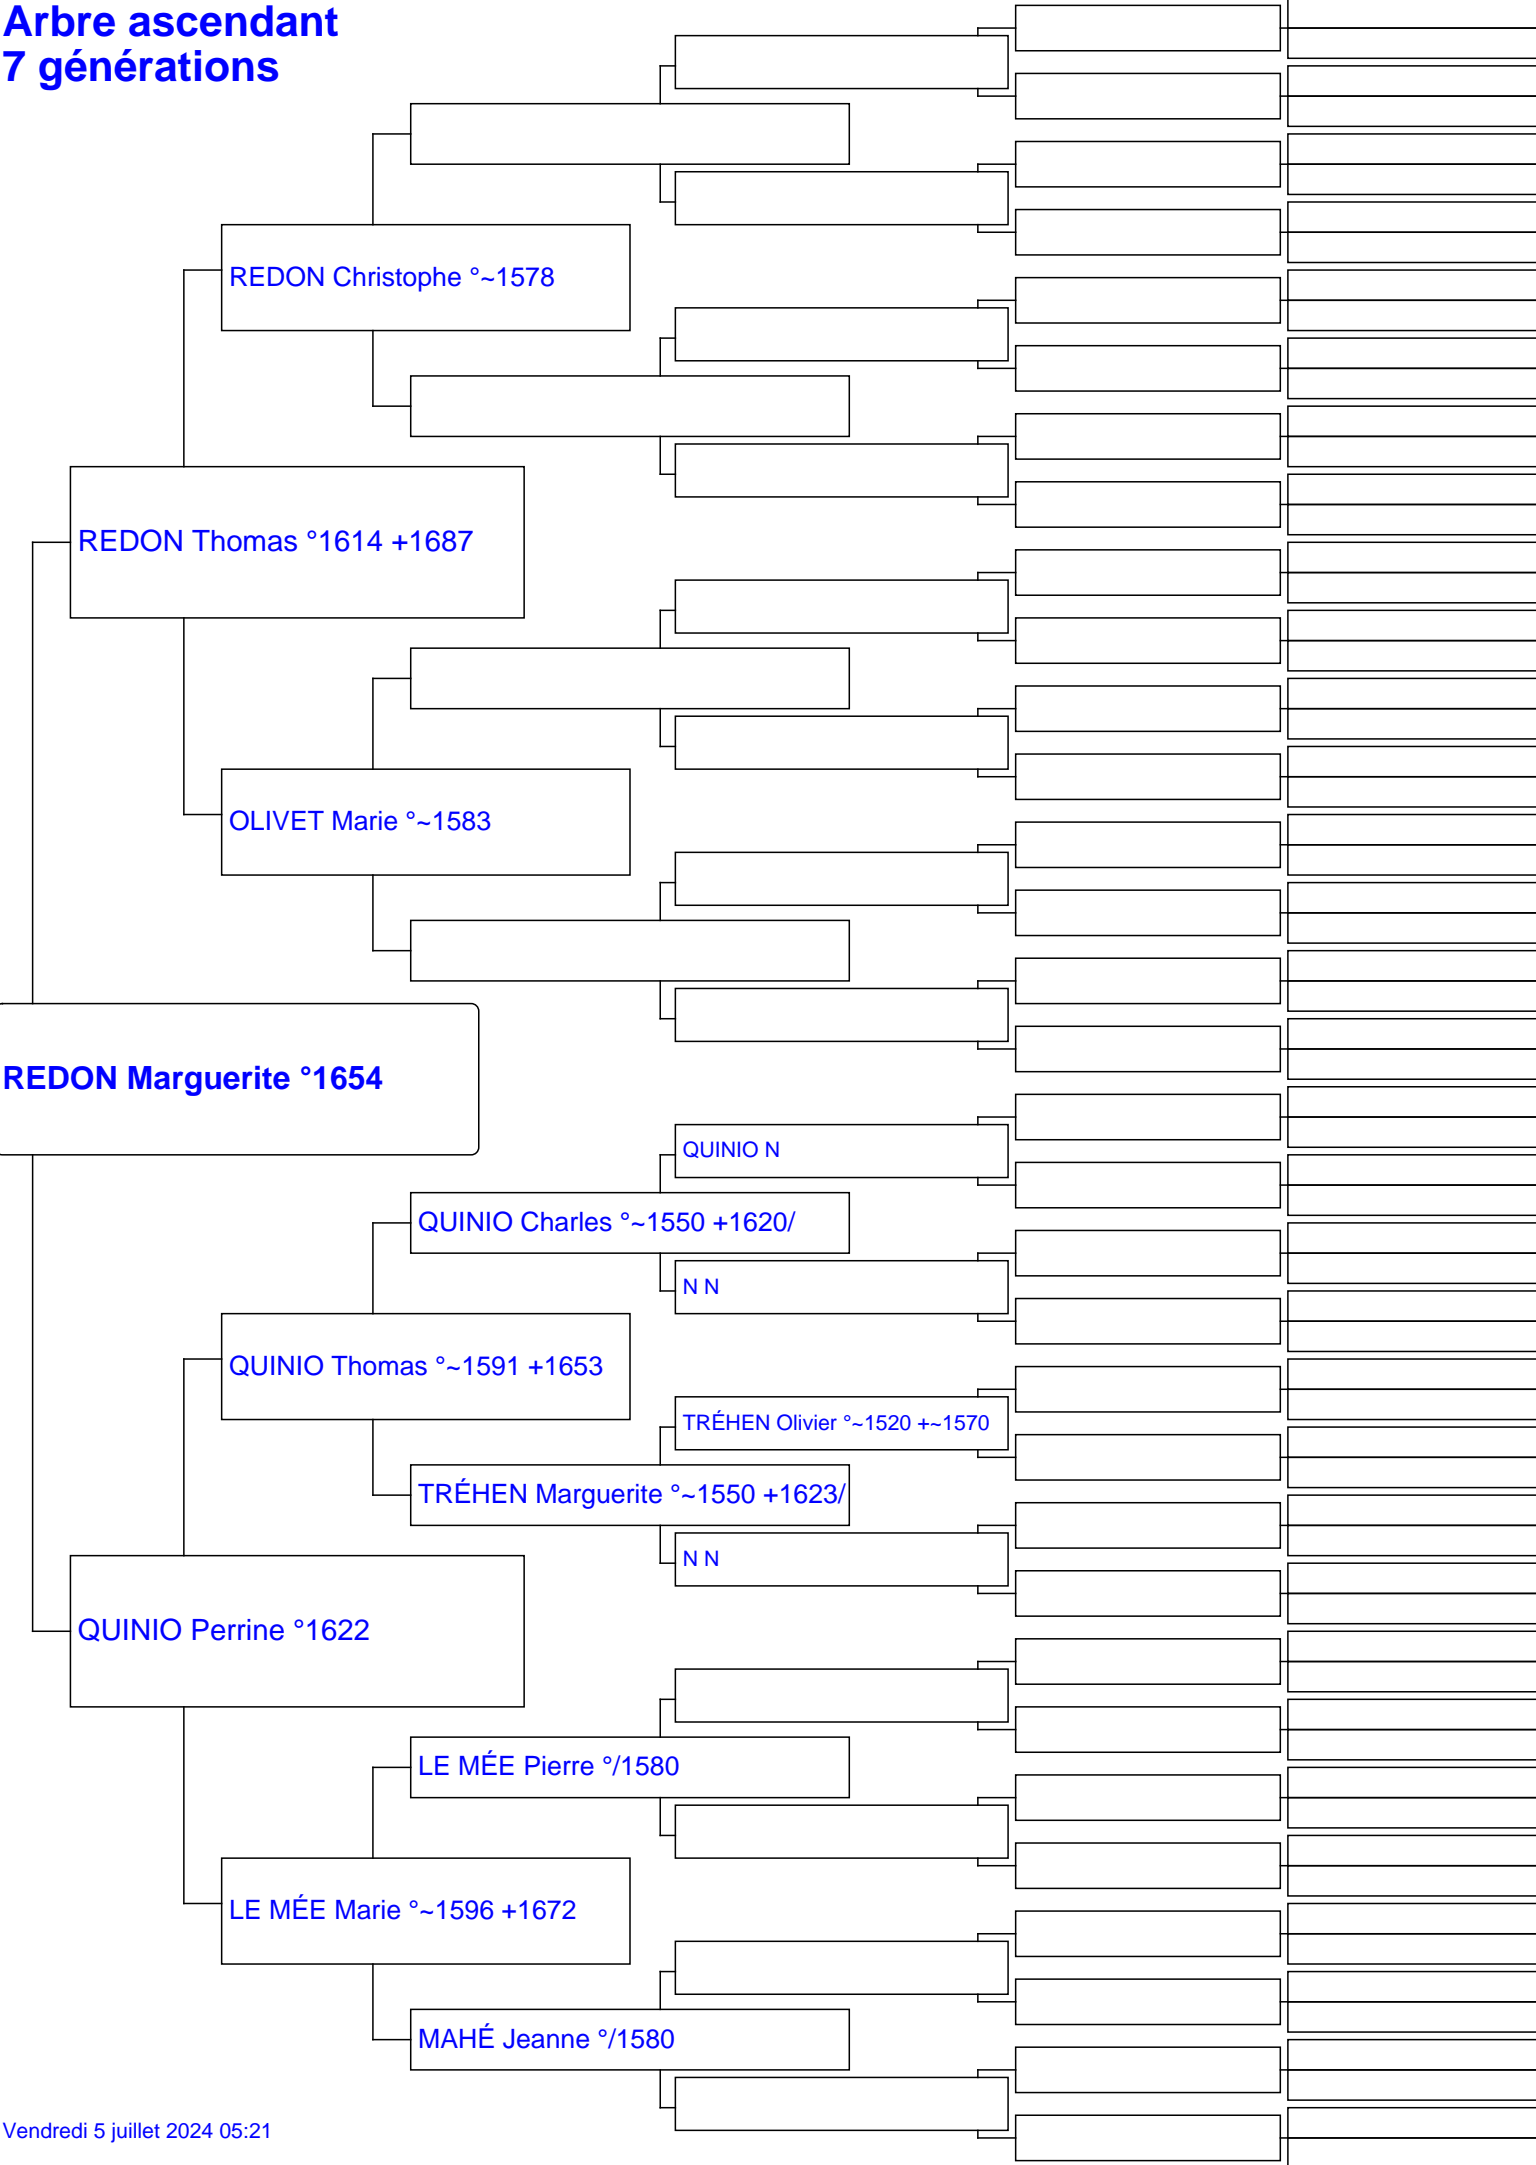 Arbre ascendant
7 générations
REDON Christophe °~1578
REDON Thomas °1614 +1687
OLIVET Marie °~1583
REDON Marguerite °1654
QUINIO N
QUINIO Charles °~1550 +1620/
N N
QUINIO Thomas °~1591 +1653
TRÉHEN Olivier °~1520 +~1570
TRÉHEN Marguerite °~1550 +1623/
N N
QUINIO Perrine °1622
LE MÉE Pierre °/1580
LE MÉE Marie °~1596 +1672
MAHÉ Jeanne °/1580
Vendredi 5 juillet 2024 05:21